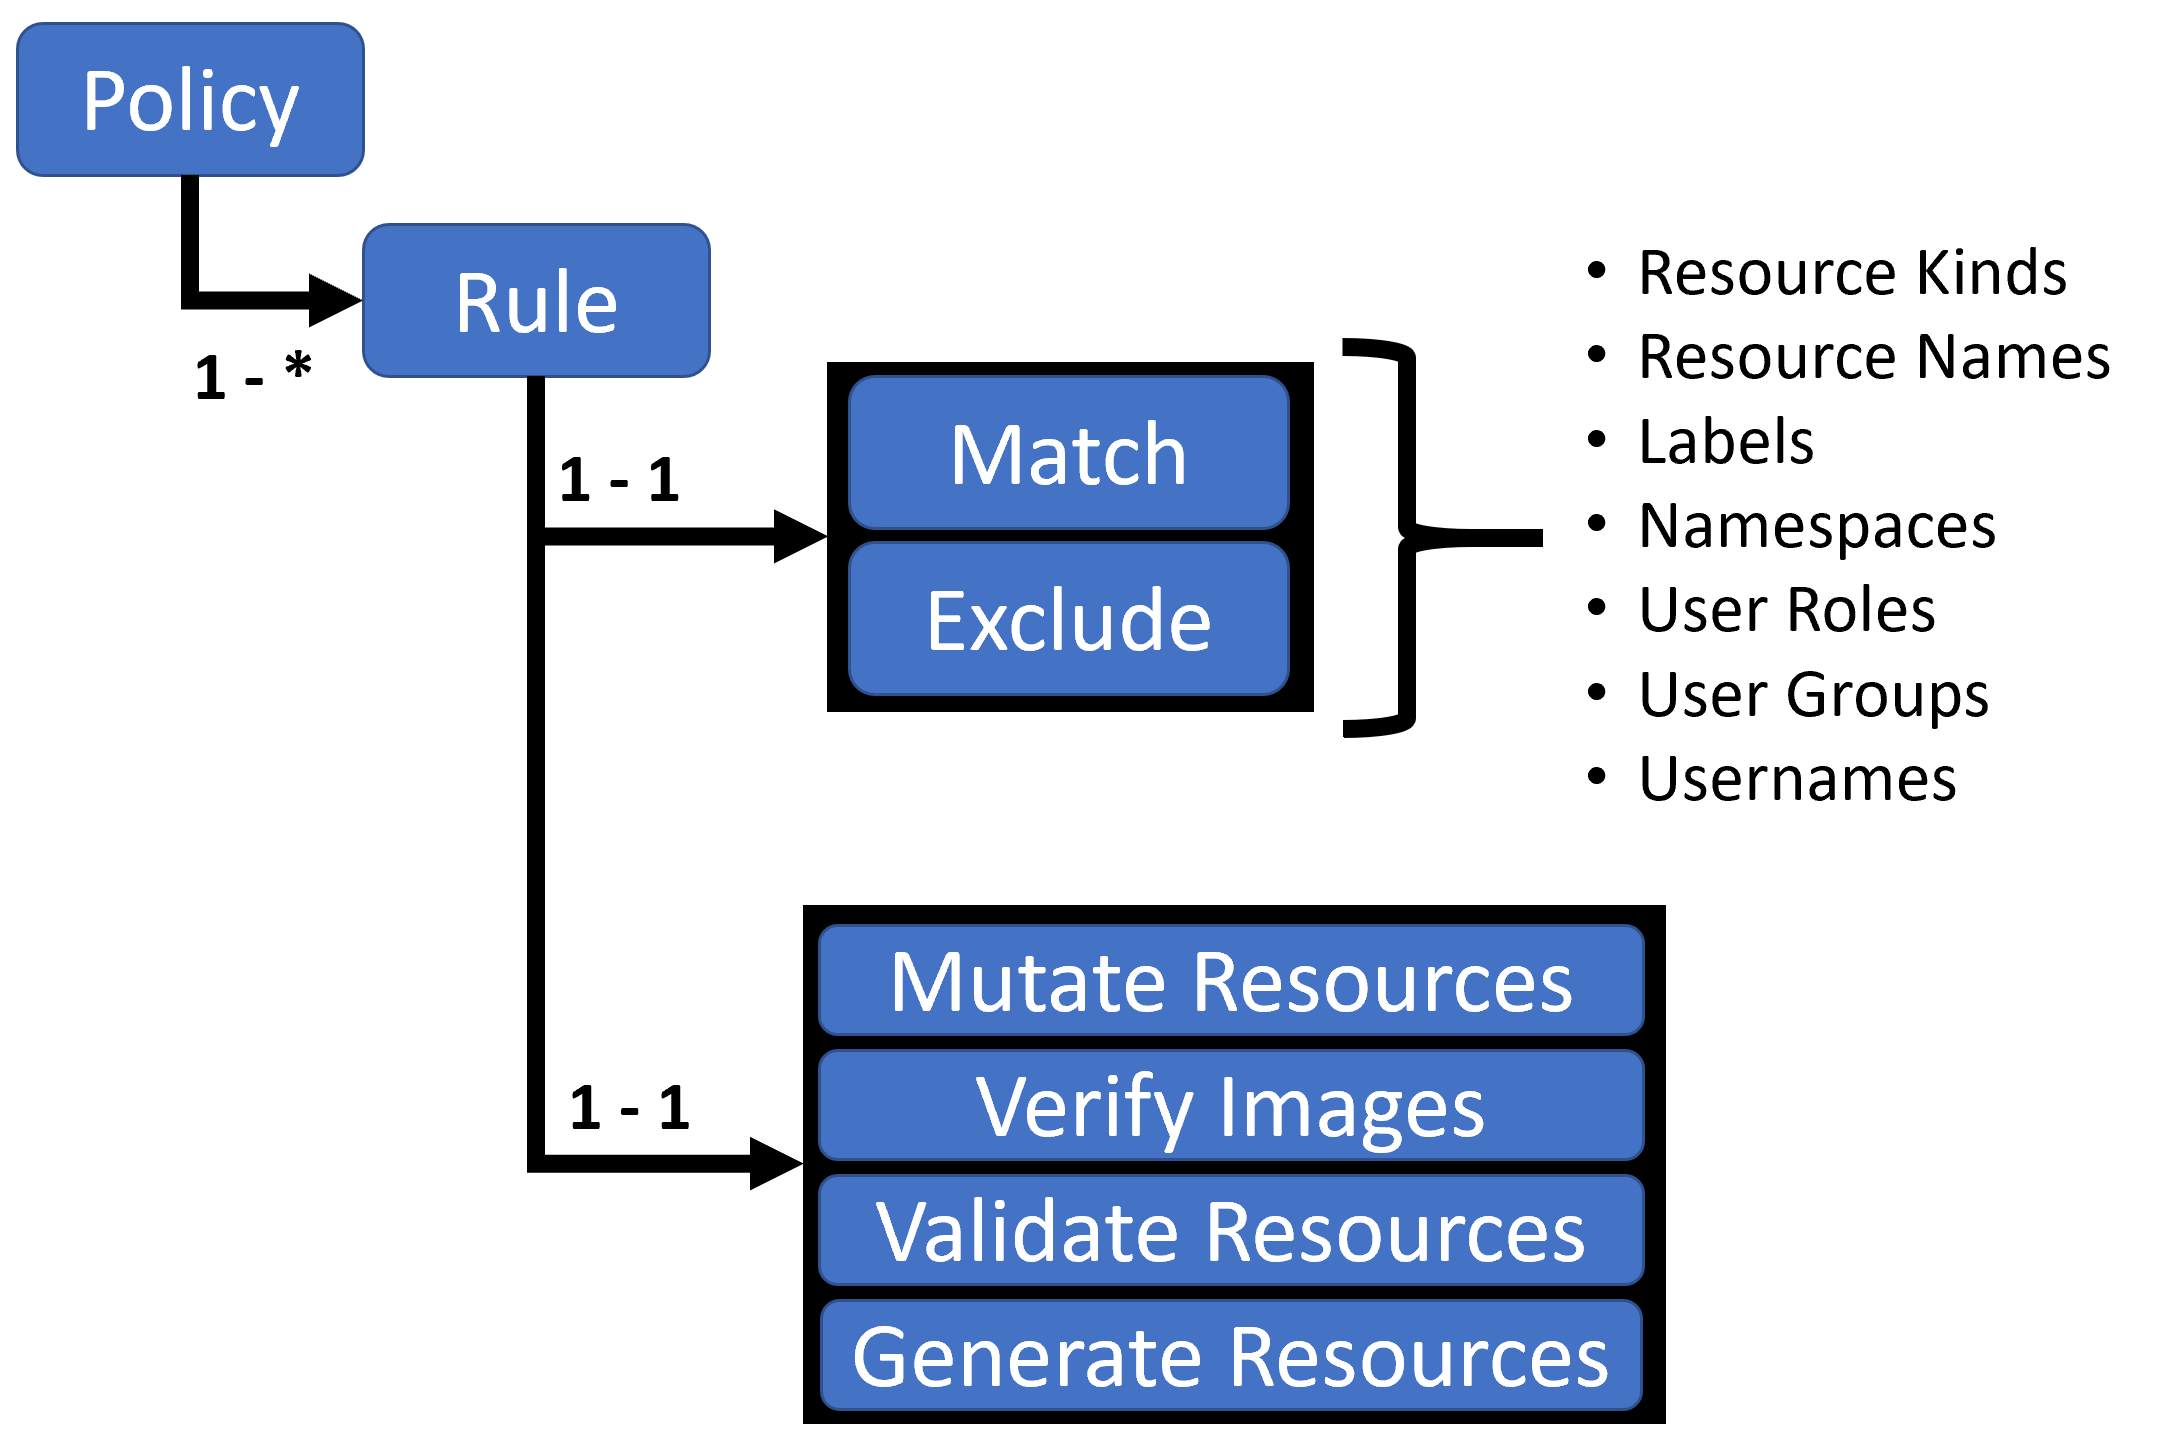 Policy
1 - *
Rule
1 - 1
Match
Exclude
• Resource Kinds
• Resource Names
• Labels
• Namespaces
• User Roles
• User Groups
• Usernames
1 - 1
Mutate Resources
Verify Images
Validate Resources
Generate Resources